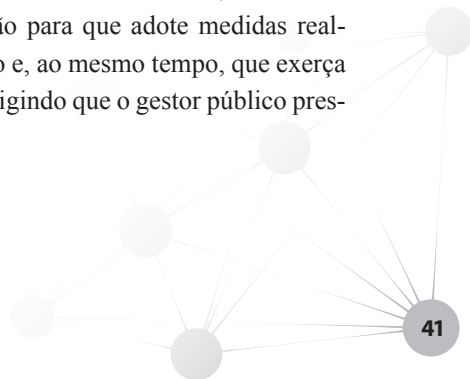 ão para que adote medidas real-
o e, ao mesmo tempo, que exerça
igindo que o gestor público pres-
41